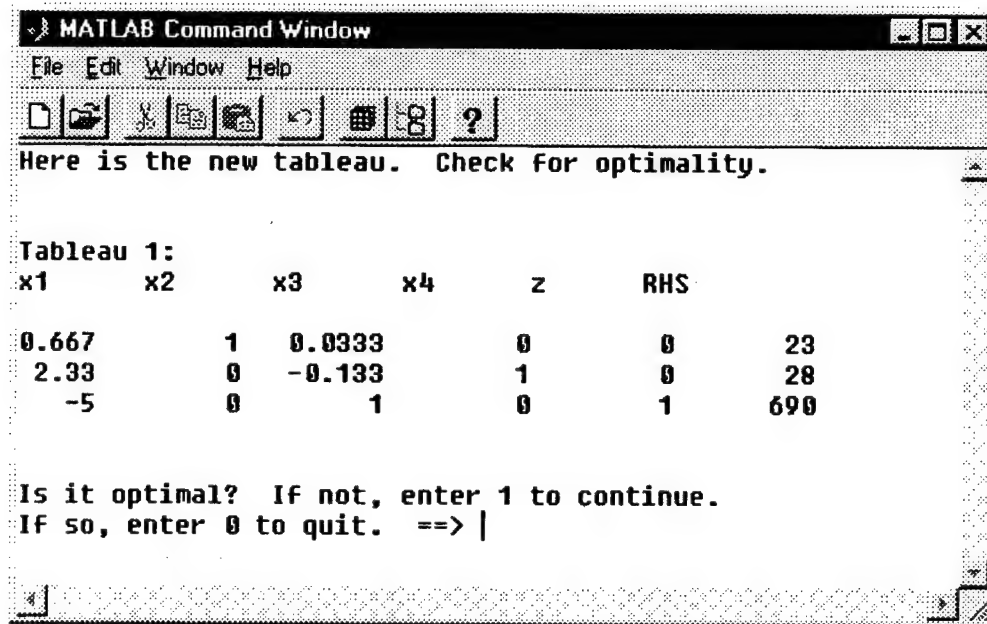 MATLAB Command Window
File Edit Window Help
?
Here is the new tableau. Check for optimality.
Tableau 1:
x1 x2 x3 x4 z RHS
0.667 1 0.0333 0 0 23
2.33 0 -0.133 1 0 28
-5 0 1 0 1 690
Is it optimal? If not, enter 1 to continue.
If so, enter 0 to quit. ==> |